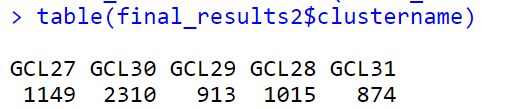 > table(final_results2$clustername)
GCL27 GCL30 GCL29 GCL28 GCL31
1149 2310 913 1015 874